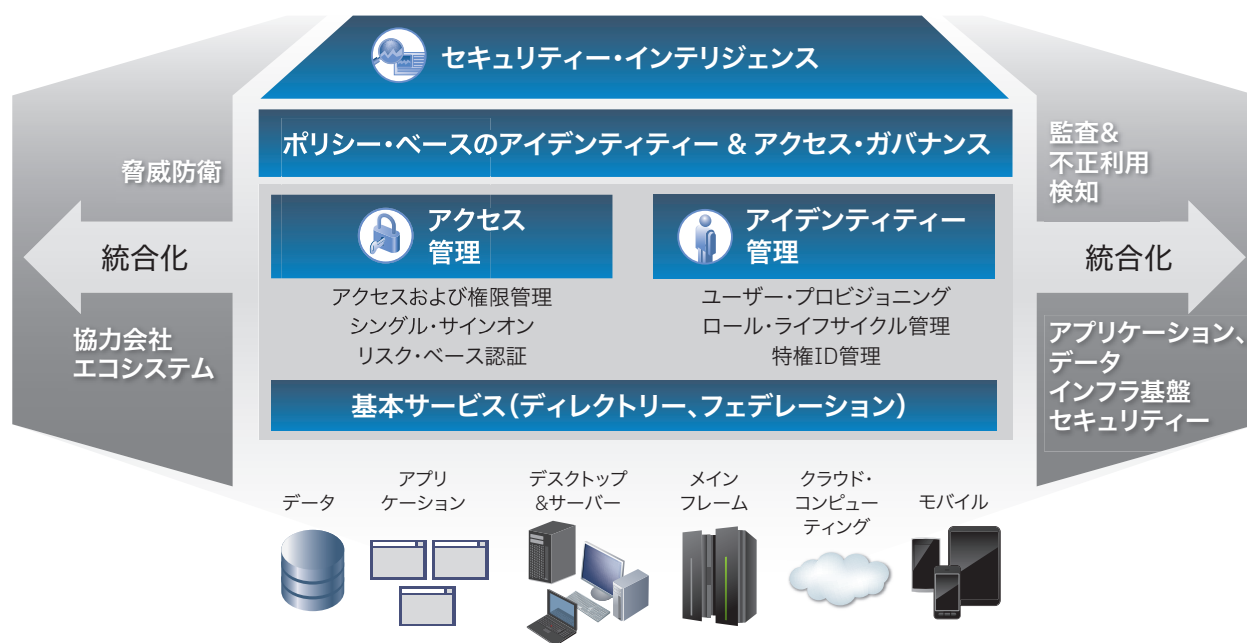 セキュリティー・インテリジェンス
ポリシー・ベースのアイデンティティー & アクセス・ガバナンス
脅威防衛
統合化
協力会社
エコシステム
アクセス
管理
アクセスおよび権限管理
シングル・サインオン
リスク・ベース認証
アイデンティティー
管理
ユーザー・プロビジョニング
ロール・ライフサイクル管理
特権ID管理
基本サービス（ディレクトリー、フェデレーション）
監査&
不正利用
検知
統合化
アプリケーション、
データ
インフラ基盤
セキュリティー
データ
アプリ
ケーション
デスクトップ
&サーバー
メイン
フレーム
クラウド・
コンピュー
ティング
モバイル